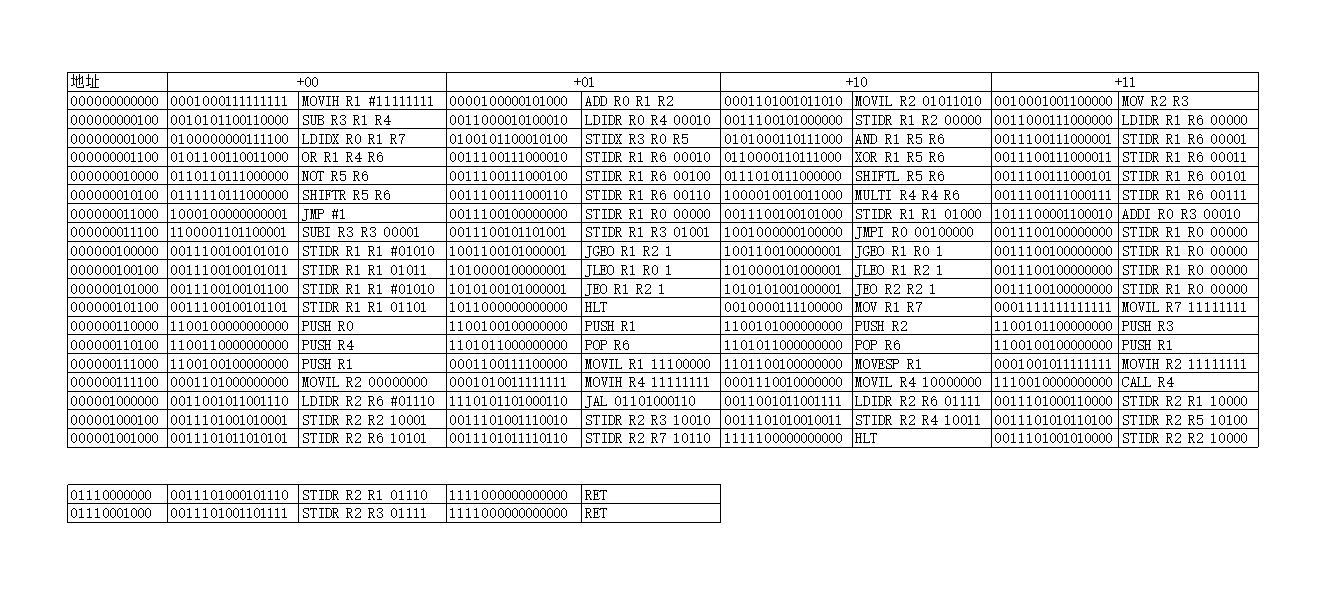 地址 +00 +01 +10 +11
000000000000 0001000111111111 MOVIH R1 #11111111 0000100000101000 ADD R0 R1 R2 0001101001011010 MOVIL R2 01011010 0010001001100000 MOV R2 R3
000000000100 0010101100110000 SUB R3 R1 R4 0011000010100010 LDIDR R0 R4 00010 0011100101000000 STIDR R1 R2 00000 0011000111000000 LDIDR R1 R6 00000
000000001000 0100000000111100 LDIDX R0 R1 R7 0100101100010100 STIDX R3 R0 R5 0101000110111000 AND R1 R5 R6 0011100111000001 STIDR R1 R6 00001
000000001100 0101100110011000 OR R1 R4 R6 0011100111000010 STIDR R1 R6 00010 0110000110111000 XOR R1 R5 R6 0011100111000011 STIDR R1 R6 00011
000000010000 0110110111000000 NOT R5 R6 0011100111000100 STIDR R1 R6 00100 0111010111000000 SHIFTL R5 R6 0011100111000101 STIDR R1 R6 00101
000000010100 0111110111000000 SHIFTR R5 R6 0011100111000110 STIDR R1 R6 00110 1000010010011000 MULTI R4 R4 R6 0011100111000111 STIDR R1 R6 00111
000000011000 1000100000000001 JMP #1 0011100100000000 STIDR R1 R0 00000 0011100100101000 STIDR R1 R1 01000 1011100001100010 ADDI R0 R3 00010
000000011100 1100001101100001 SUBI R3 R3 00001 0011100101101001 STIDR R1 R3 01001 1001000000100000 JMPI R0 00100000 0011100100000000 STIDR R1 R0 00000
000000100000 0011100100101010 STIDR R1 R1 #01010 1001100101000001 JGEO R1 R2 1 1001100100000001 JGEO R1 R0 1 0011100100000000 STIDR R1 R0 00000
000000100100 0011100100101011 STIDR R1 R1 01011 1010000100000001 JLEO R1 R0 1 1010000101000001 JLEO R1 R2 1 0011100100000000 STIDR R1 R0 00000
000000101000 0011100100101100 STIDR R1 R1 #01010 1010100101000001 JEO R1 R2 1 1010101001000001 JEO R2 R2 1 0011100100000000 STIDR R1 R0 00000
000000101100 0011100100101101 STIDR R1 R1 01101 1011000000000000 HLT 0010000111100000 MOV R1 R7 0001111111111111 MOVIL R7 11111111
000000110000 1100100000000000 PUSH R0 1100100100000000 PUSH R1 1100101000000000 PUSH R2 1100101100000000 PUSH R3
000000110100 1100110000000000 PUSH R4 1101011000000000 POP R6 1101011000000000 POP R6 1100100100000000 PUSH R1
000000111000 1100100100000000 PUSH R1 0001100111100000 MOVIL R1 11100000 1101100100000000 MOVESP R1 0001001011111111 MOVIH R2 11111111
000000111100 0001101000000000 MOVIL R2 00000000 0001010011111111 MOVIH R4 11111111 0001110010000000 MOVIL R4 10000000 1110010000000000 CALL R4
000001000000 0011001011001110 LDIDR R2 R6 #01110 1110101101000110 JAL 01101000110 0011001011001111 LDIDR R2 R6 01111 0011101000110000 STIDR R2 R1 10000
000001000100 0011101001010001 STIDR R2 R2 10001 0011101001110010 STIDR R2 R3 10010 0011101010010011 STIDR R2 R4 10011 0011101010110100 STIDR R2 R5 10100
000001001000 0011101011010101 STIDR R2 R6 10101 0011101011110110 STIDR R2 R7 10110 1111100000000000 HLT 0011101001010000 STIDR R2 R2 10000
01110000000 0011101000101110 STIDR R2 R1 01110 1111000000000000 RET
01110001000 0011101001101111 STIDR R2 R3 01111 1111000000000000 RET